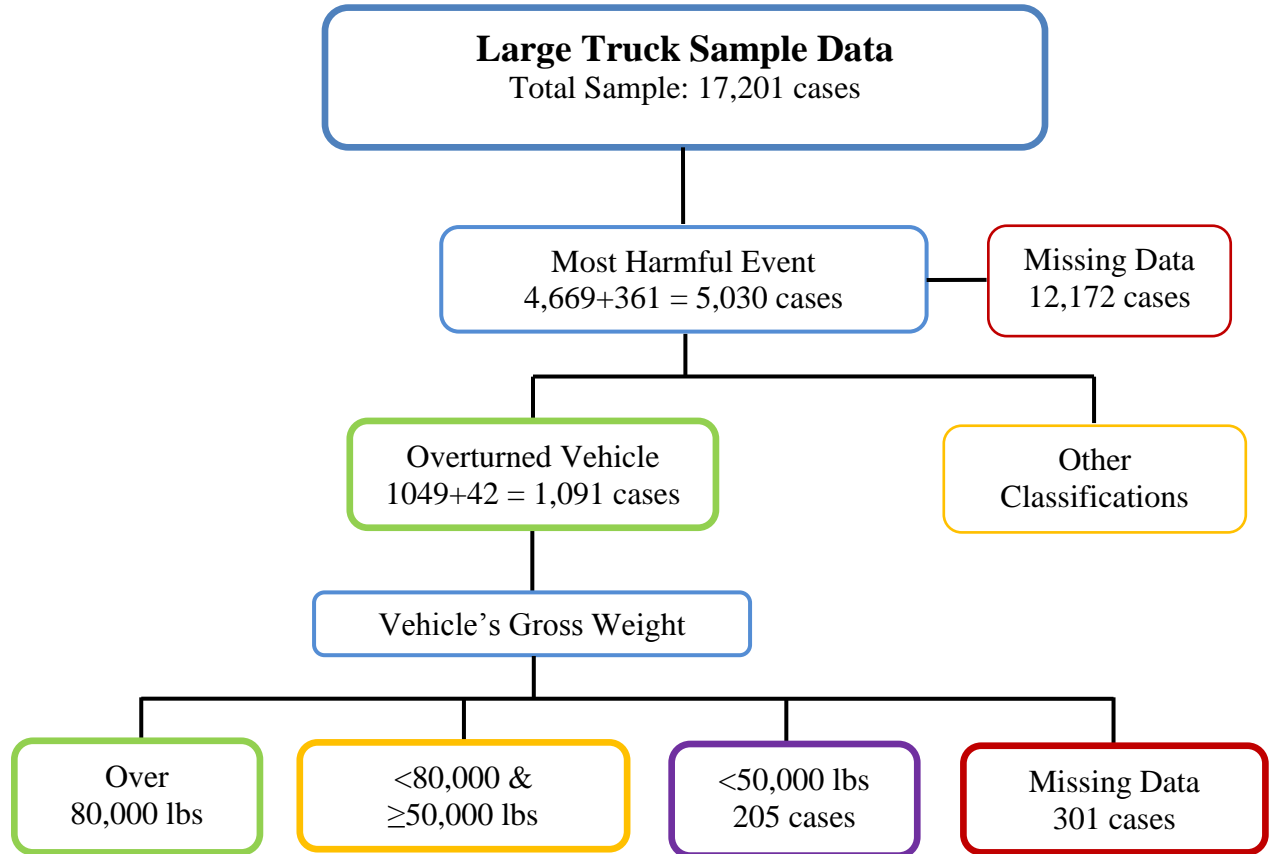 Large Truck Sample Data
Total Sample: 17,201 cases
Most Harmful Event
4,669+361 = 5,030 cases
Missing Data
12,172 cases
Overturned Vehicle
1049+42 = 1,091 cases
Other
Classifications
Vehicle’s Gross Weight
Over
80,000 lbs
<80,000 &
≥50,000 lbs
<50,000 lbs
205 cases
Missing Data
301 cases